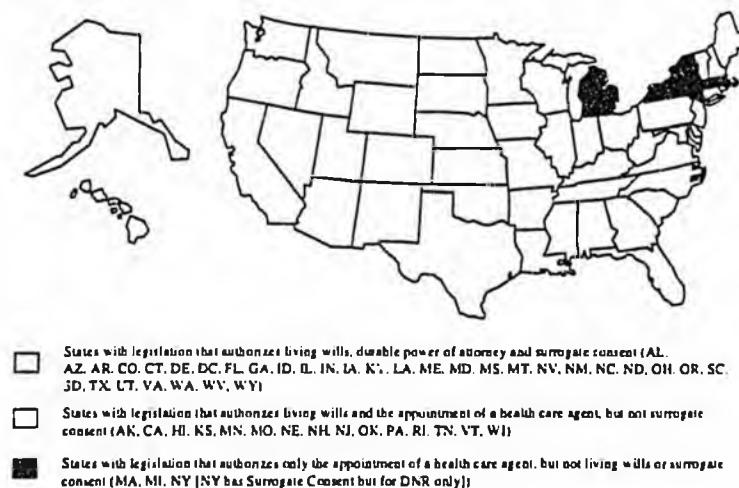 States with legislation that authorizes living wills, durable power of attorney and surrogate consent (AL,
AZ, AR, CO, CT, DE, DC, FL, GA, ID, IL, IN, IA, KY, LA, ME, MD, MS, MT, NV, NM, NC, ND, OH, OR, SC,
SD, TX, UT, VA, WA, WV, WY)
States with legislation that authorizes living wills and the appointment of a health care agent, but not surrogate
consent (AK, CA, HI, KS, MN, MO, NE, NH, NJ, OK, PA, RI, TN, VT, WI)
States with legislation that authorizes only the appointment of a health care agent, but not living wills or surrogate
consent (MA, MI, NY [NY has Surrogate Consent but for DNR only])